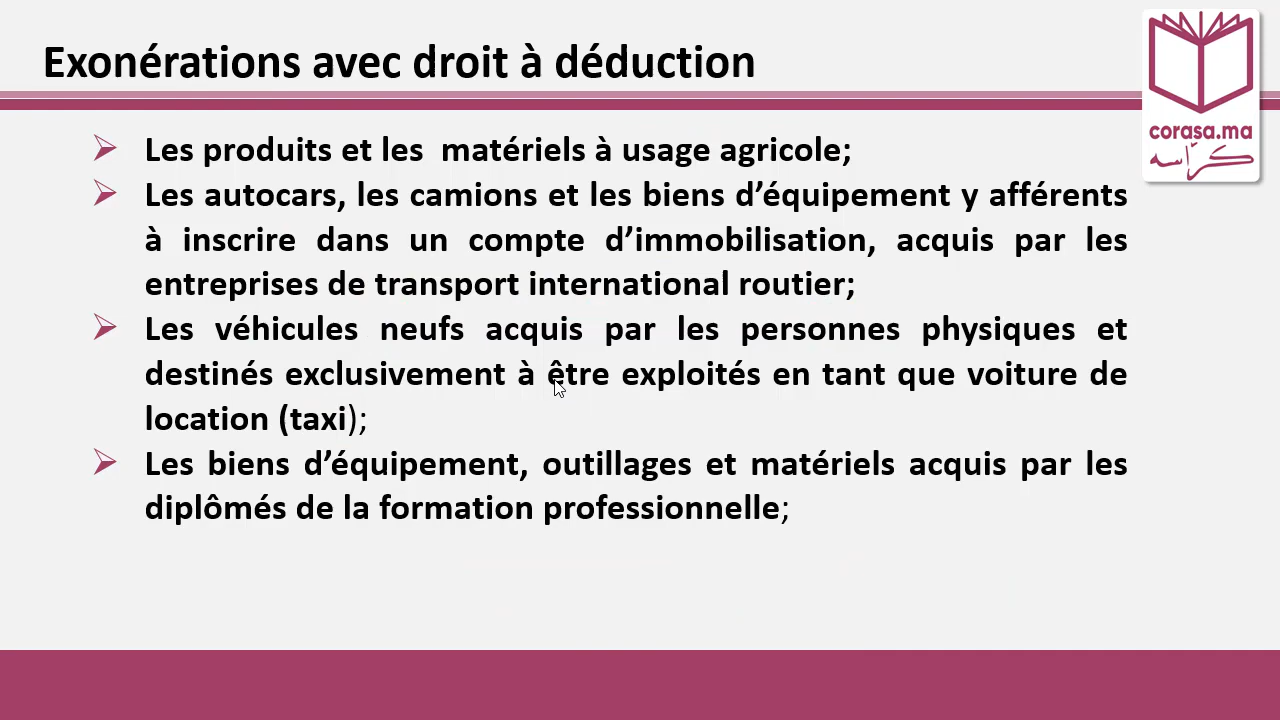 Exonérations avec droit à déduction
corasa.ma
كرّاسة
Les produits et les matériels à usage agricole;
Les autocars, les camions et les biens d’équipement y afférents
à inscrire dans un compte d’immobilisation, acquis par les
entreprises de transport international routier;
Les véhicules neufs acquis par les personnes physiques et
destinés exclusivement à être exploités en tant que voiture de
location (taxi);
Les biens d’équipement, outillages et matériels acquis par les
diplômés de la formation professionnelle;